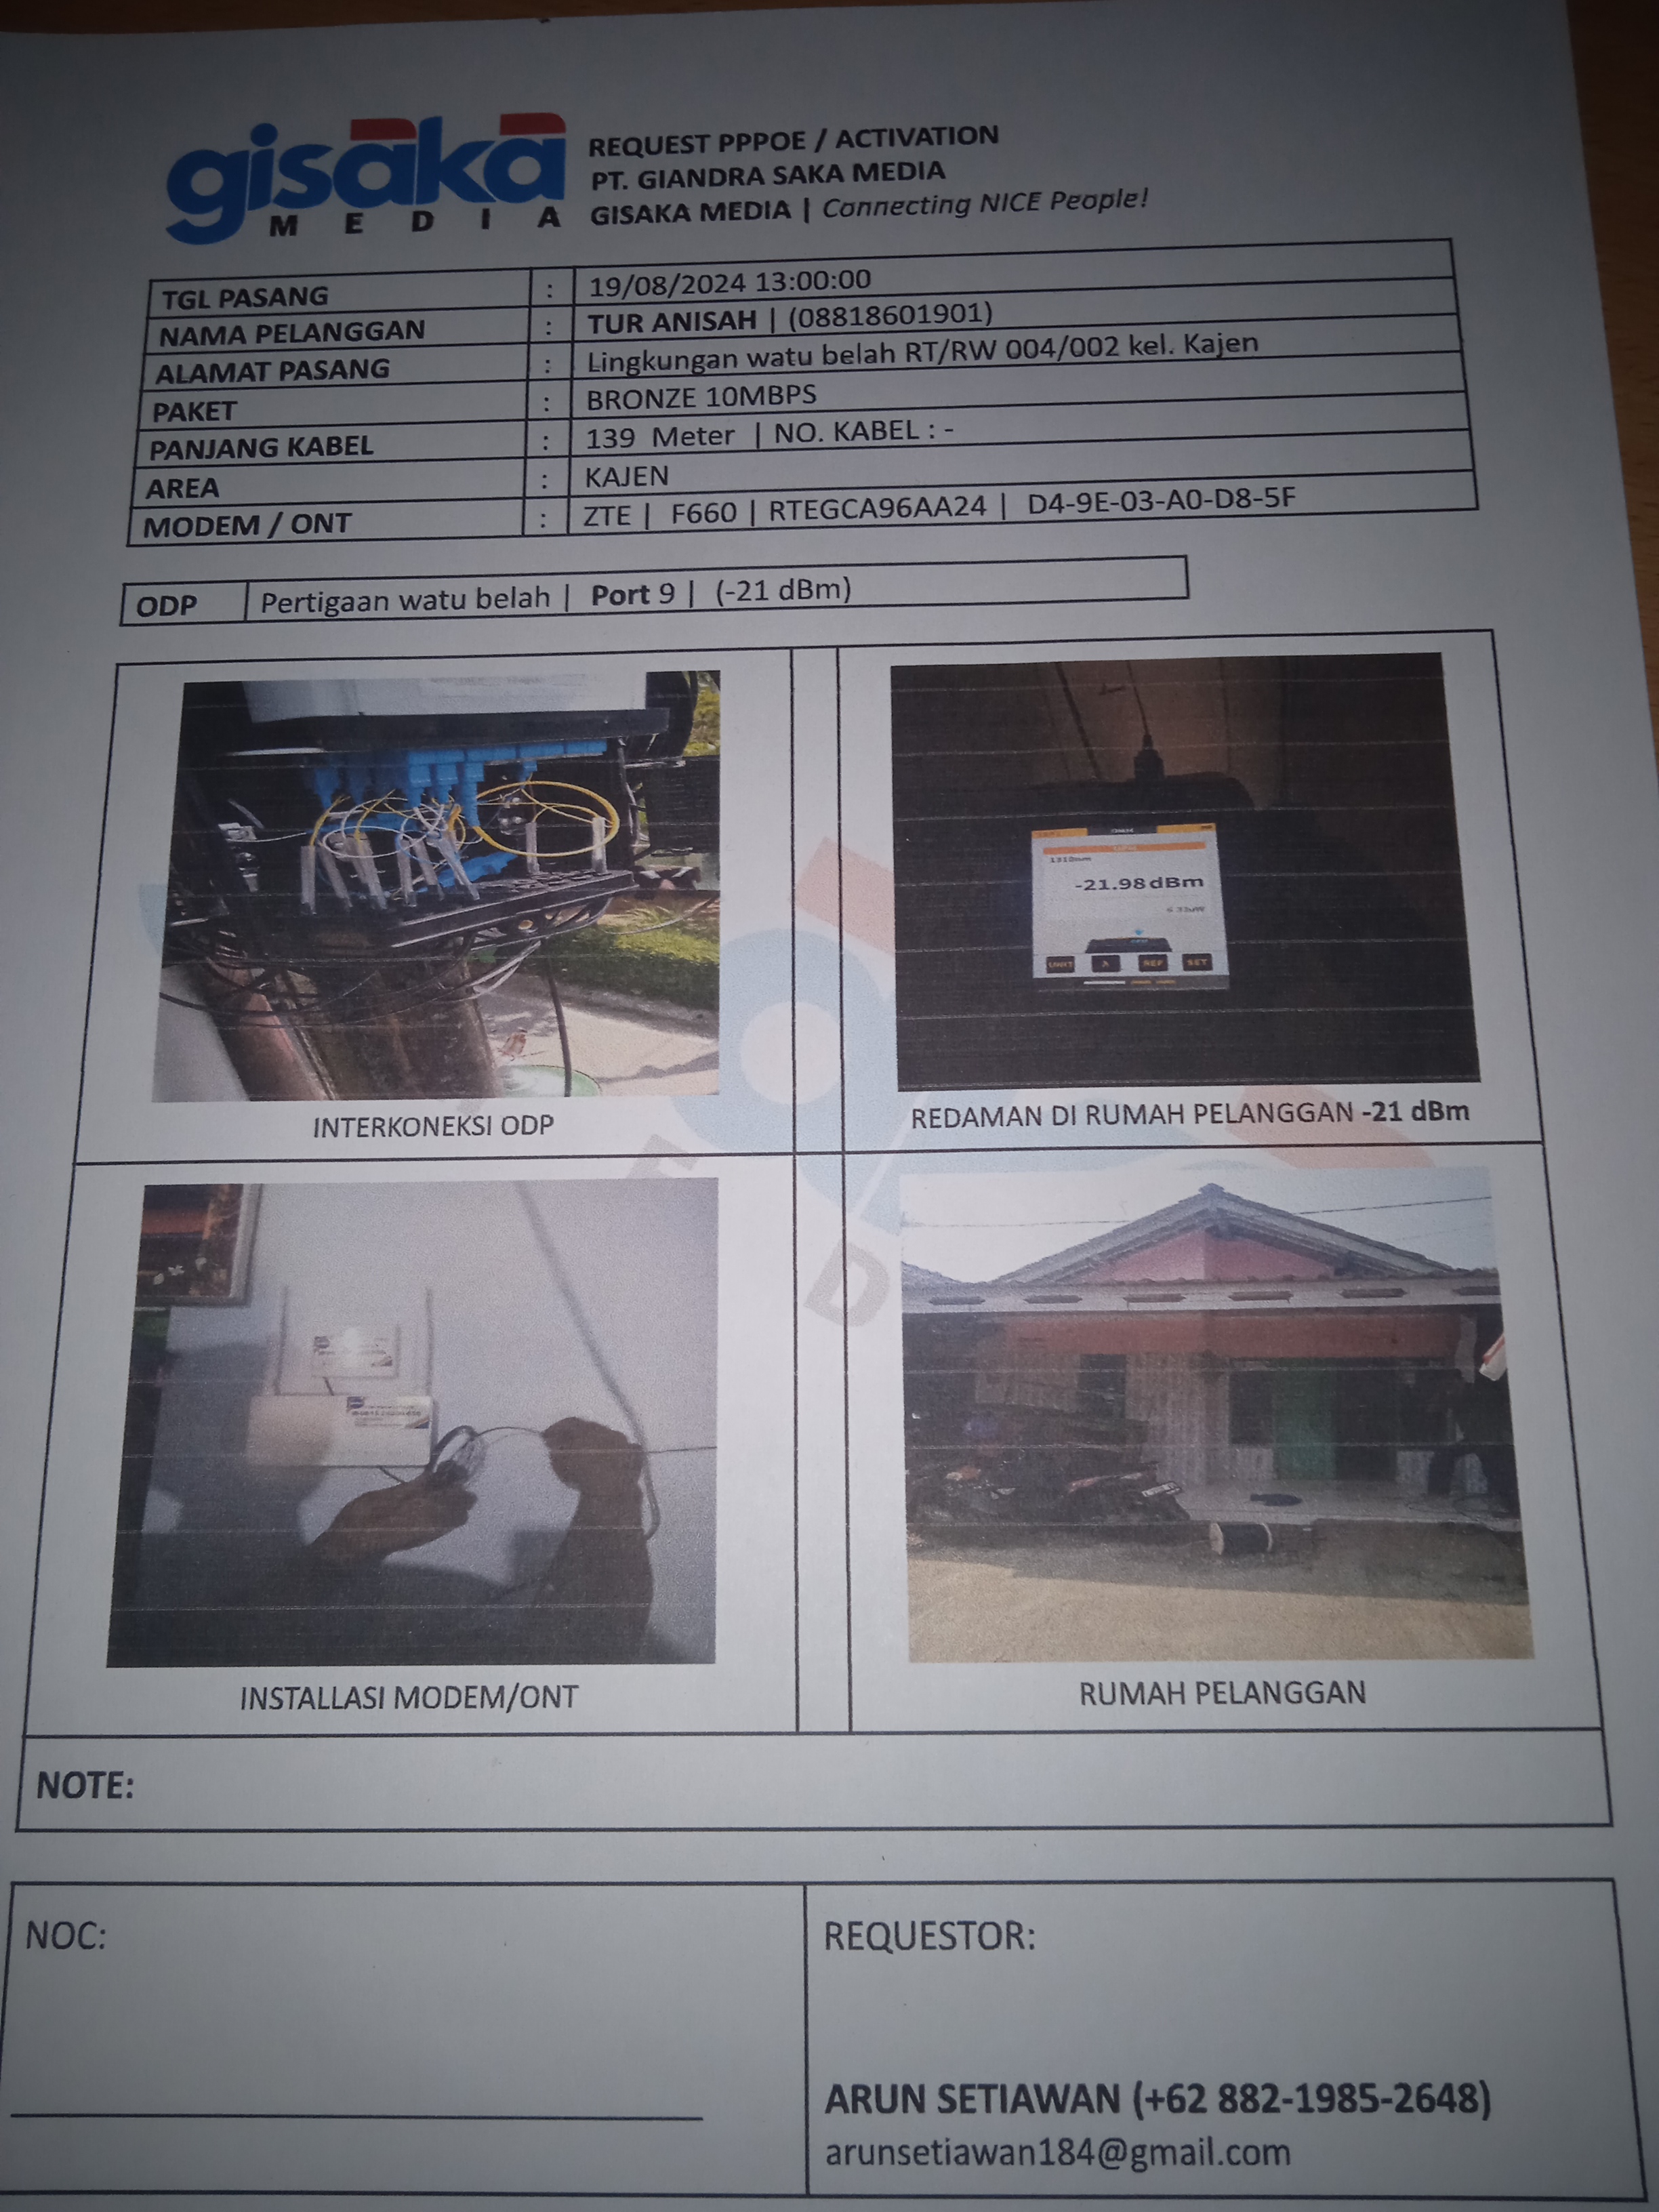 gisaka
MEDIA
REQUEST PPPOE / ACTIVATION
PT. GIANDRA SAKA MEDIA
GISAKA MEDIA | Connecting NICE People!
TGL PASANG : 19/08/2024 13:00:00
NAMA PELANGGAN : TUR ANISAH | (08818601901)
ALAMAT PASANG : Lingkungan watu belah RT/RW 004/002 kel. Kajen
PAKET : BRONZE 10MBPS
PANJANG KABEL : 139 Meter | NO. KABEL : -
AREA : KAJEN
MODEM / ONT : ZTE | F660 | RTEGCA96AA24 | D4-9E-03-A0-D8-5F
ODP Pertigaan watu belah | Port 9 | (-21 dBm)
1310nm
-21.98dBm
UNIT λ REF SET
INTERKONEKSI ODP
REDAMAN DI RUMAH PELANGGAN -21 dBm
INSTALLASI MODEM/ONT
RUMAH PELANGGAN
NOTE:
NOC:
REQUESTOR:
ARUN SETIAWAN (+62 882-1985-2648)
arunsetiawan184@gmail.com